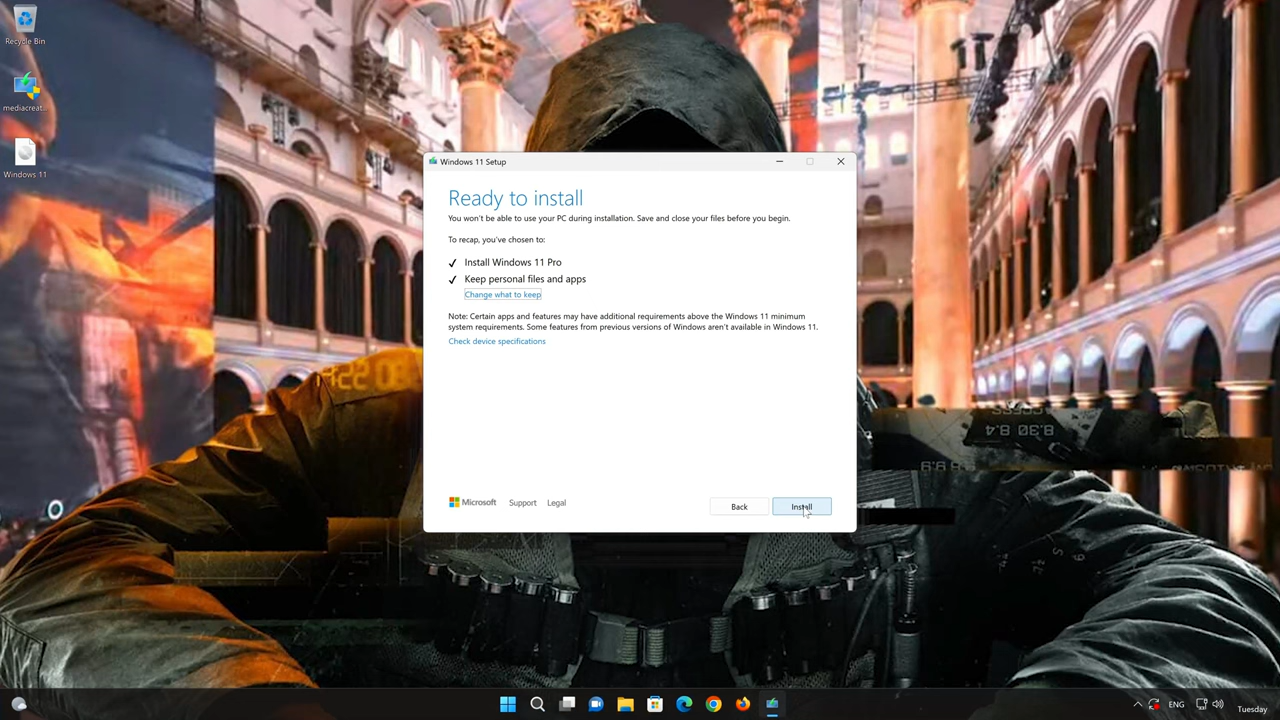 Recycle Bin
mediacreat...
Windows 11
Windows 11 Setup
Ready to install
You won't be able to use your PC during installation. Save and close your files before you begin.
To recap, you've chosen to:
Install Windows 11 Pro
Keep personal files and apps
Change what to keep
Note: Certain apps and features may have additional requirements above the Windows 11 minimum
system requirements. Some features from previous versions of Windows aren't available in Windows 11.
Check device specifications
Microsoft Support Legal
Back Install
8.30 8.4
ENG
Tuesday